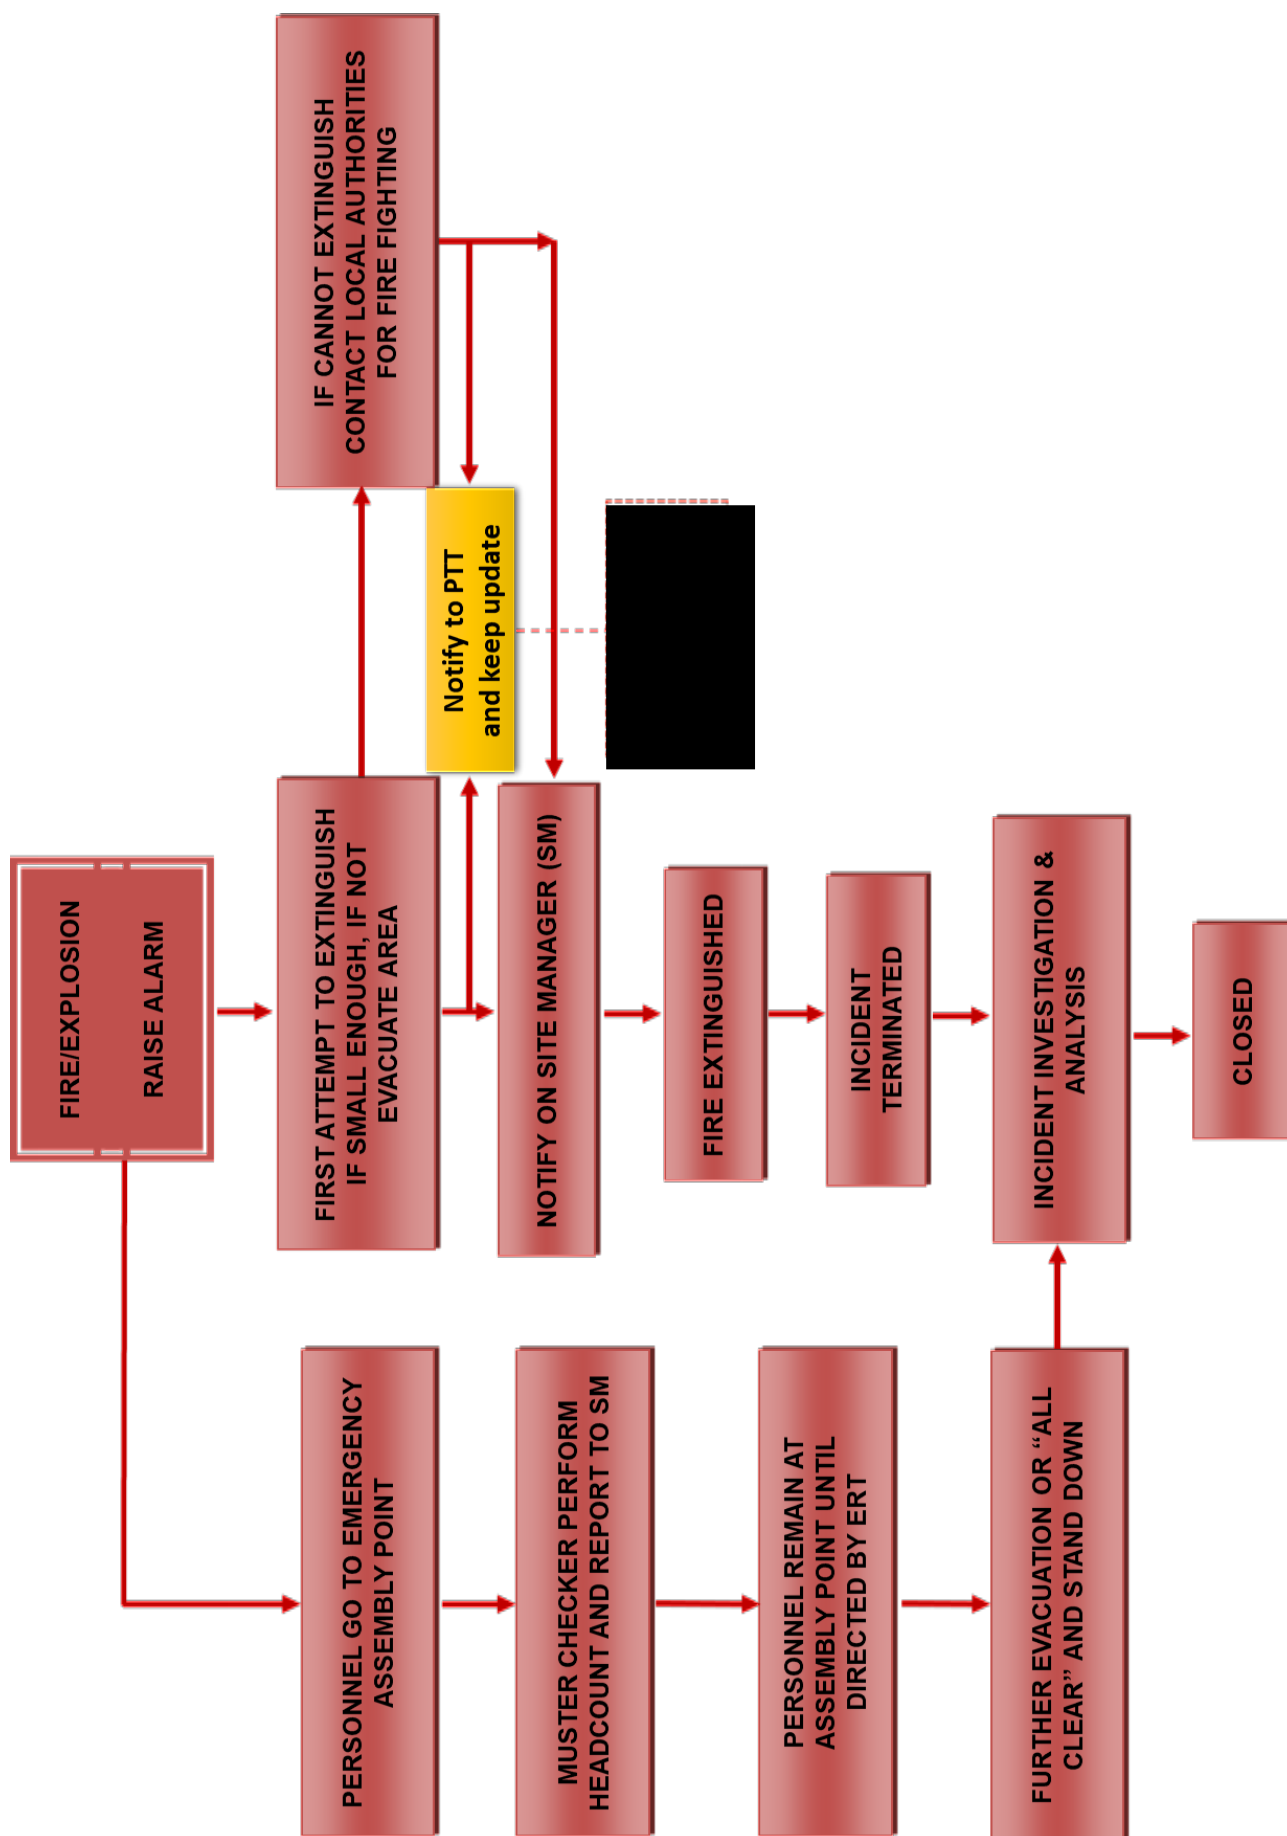 FIRE/EXPLOSION
RAISE ALARM
FIRST ATTEMPT TO EXTINGUISH
IF SMALL ENOUGH, IF NOT
EVACUATE AREA
IF CANNOT EXTINGUISH
CONTACT LOCAL AUTHORITIES
FOR FIRE FIGHTING
Notify to PTT
and keep update
NOTIFY ON SITE MANAGER (SM)
FIRE EXTINGUISHED
INCIDENT
TERMINATED
PERSONNEL GO TO EMERGENCY
ASSEMBLY POINT
MUSTER CHECKER PERFORM
HEADCOUNT AND REPORT TO SM
PERSONNEL REMAIN AT
ASSEMBLY POINT UNTIL
DIRECTED BY ERT
FURTHER EVACUATION OR “ALL
CLEAR” AND STAND DOWN
INCIDENT INVESTIGATION &
ANALYSIS
CLOSED